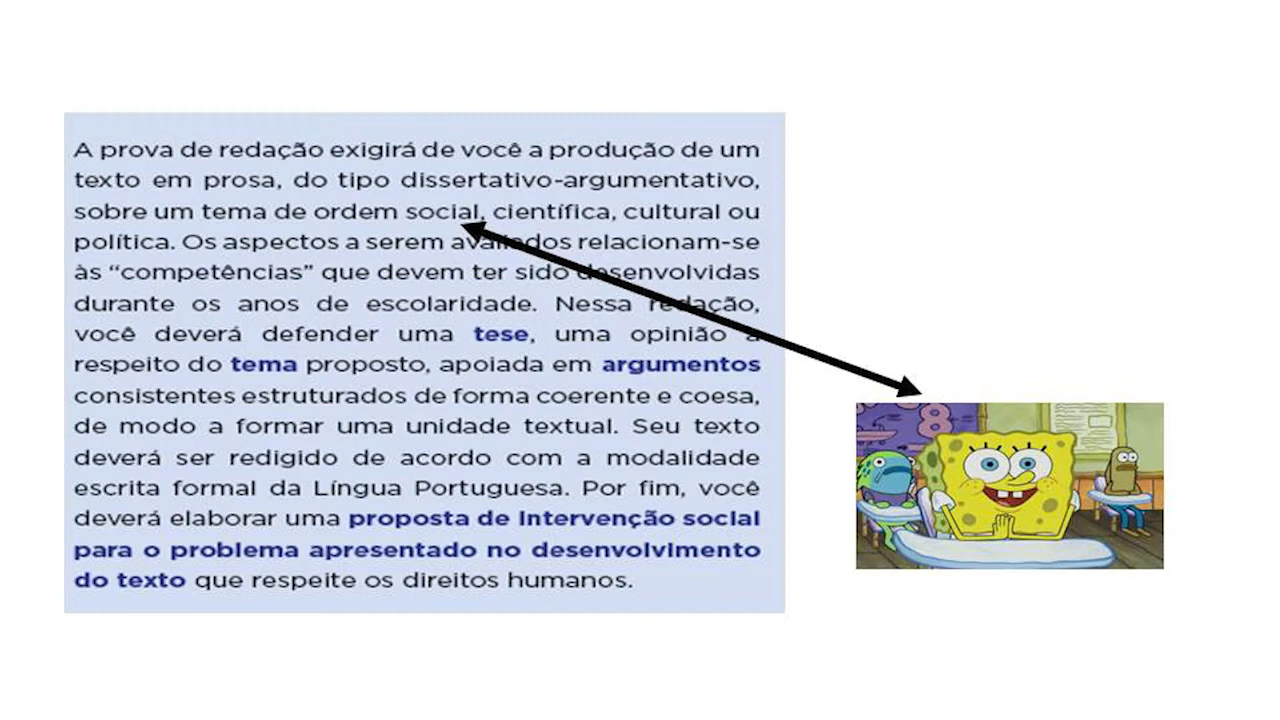 A prova de redação exigirá de você a produção de um
texto em prosa, do tipo dissertativo-argumentativo,
sobre um tema de ordem social, científica, cultural ou
política. Os aspectos a serem avaliados relacionam-se
às “competências” que devem ter sido desenvolvidas
durante os anos de escolaridade. Nessa redação,
você deverá defender uma tese, uma opinião a
respeito do tema proposto, apoiada em argumentos
consistentes estruturados de forma coerente e coesa,
de modo a formar uma unidade textual. Seu texto
deverá ser redigido de acordo com a modalidade
escrita formal da Língua Portuguesa. Por fim, você
deverá elaborar uma proposta de intervenção social
para o problema apresentado no desenvolvimento
do texto que respeite os direitos humanos.
8